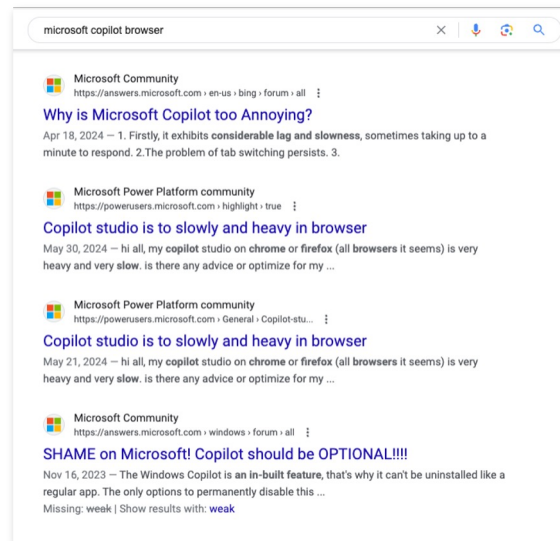 microsoft copilot browser
Microsoft Community
https://answers.microsoft.com › en-us › bing › forum › all
Why is Microsoft Copilot too Annoying?
Apr 18, 2024 — 1. Firstly, it exhibits considerable lag and slowness, sometimes taking up to a
minute to respond. 2.The problem of tab switching persists. 3.
Microsoft Power Platform community
https://powerusers.microsoft.com › highlight › true
Copilot studio is to slowly and heavy in browser
May 30, 2024 — hi all, my copilot studio on chrome or firefox (all browsers it seems) is very
heavy and very slow. is there any advice or optimize for my ...
Microsoft Power Platform community
https://powerusers.microsoft.com › General › Copilot-stu...
Copilot studio is to slowly and heavy in browser
May 21, 2024 — hi all, my copilot studio on chrome or firefox (all browsers it seems) is very
heavy and very slow. is there any advice or optimize for my ...
Microsoft Community
https://answers.microsoft.com › windows › forum › all
SHAME on Microsoft! Copilot should be OPTIONAL!!!!
Nov 16, 2023 — The Windows Copilot is an in-built feature, that's why it can't be uninstalled like a
regular app. The only options to permanently disable this ...
Missing: week | Show results with: weak